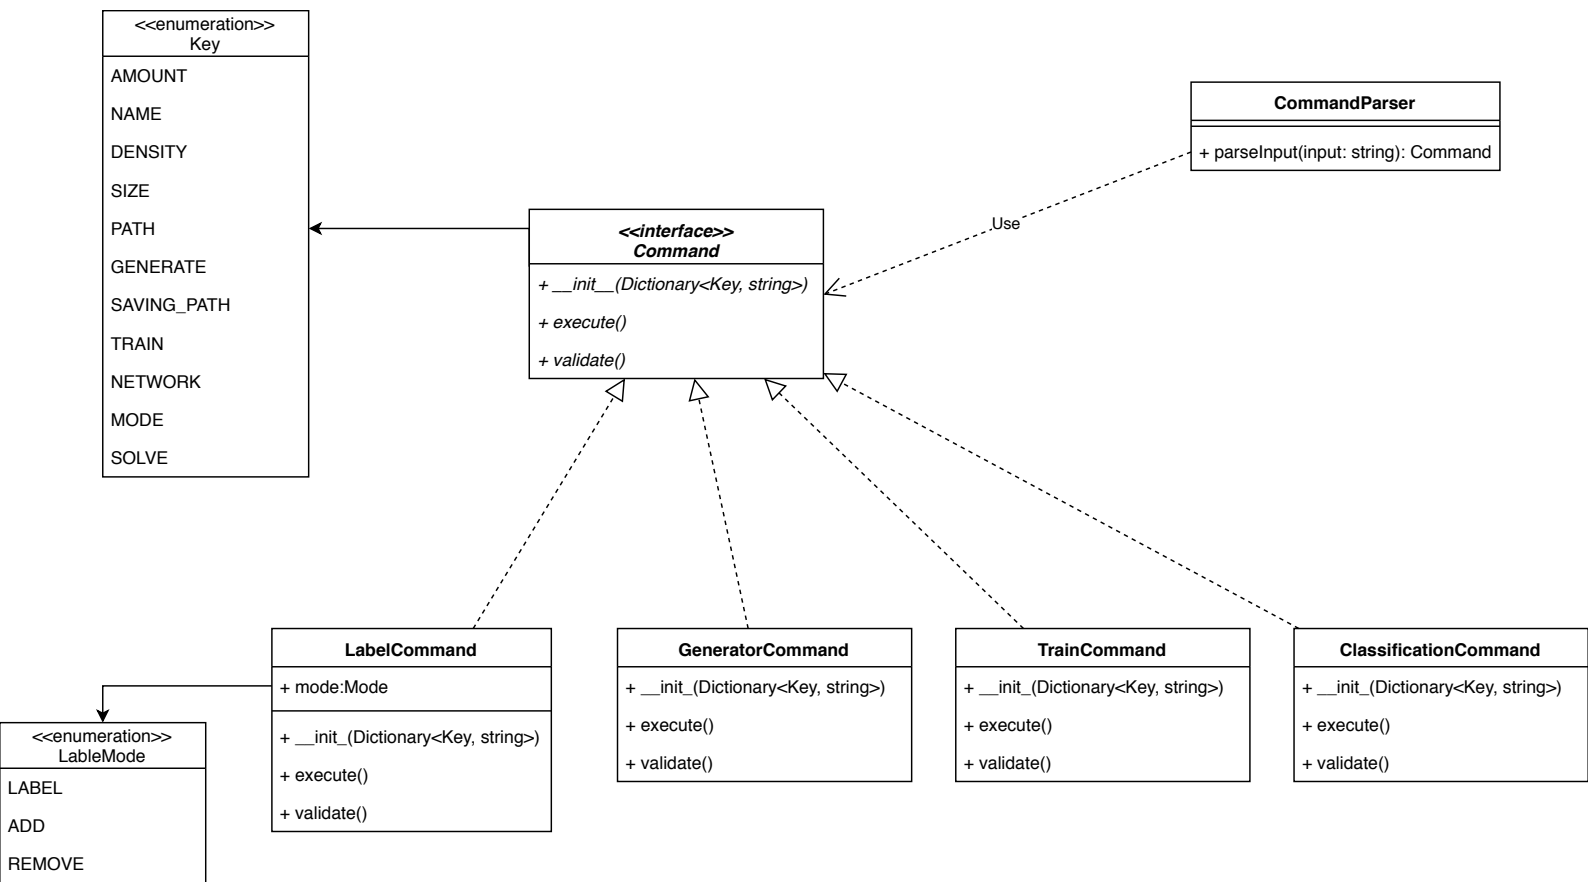 <<enumeration>>
Key
AMOUNT
NAME
DENSITY
SIZE
PATH
GENERATE
SAVING_PATH
TRAIN
NETWORK
MODE
SOLVE
CommandParser
+ parseInput(input: string): Command
Use
<<interface>>
Command
+ __init__(Dictionary<Key, string>)
+ execute()
+ validate()
LabelCommand
+ mode:Mode
+ __init_(Dictionary<Key, string>)
+ execute()
+ validate()
GeneratorCommand
+ __init_(Dictionary<Key, string>)
+ execute()
+ validate()
TrainCommand
+ __init_(Dictionary<Key, string>)
+ execute()
+ validate()
ClassificationCommand
+ __init_(Dictionary<Key, string>)
+ execute()
+ validate()
<<enumeration>>
LableMode
LABEL
ADD
REMOVE